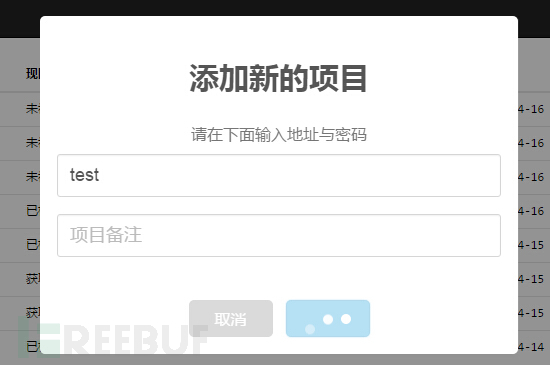 添加新的项目
请在下面输入地址与密码
现
test
未
4-16
项目备注
未
4-16
未
4-16
已
4-16
已
4-15
获
4-15
取消
获
4-15
已
4-14
REEBUF